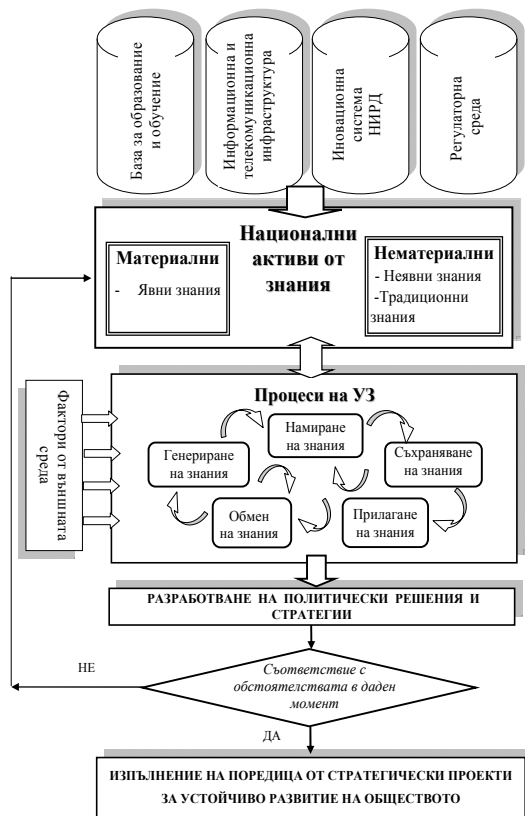 База за образование
и обучение
Информационна и
телекомуникационна
инфраструктура
Иновационна
система
НИРД
Регулаторна
среда
Национални
активи от
знания
Материални
- Явни знания
Нематериални
- Неявни знания
-Традиционни
знания
Фактори от външната
среда
Процеси на УЗ
Намиране
на знания
Генериране
на знания
Съхраняване
на знания
Обмен
на знания
Прилагане
на знания
РАЗРАБОТВАНЕ НА ПОЛИТИЧЕСКИ РЕШЕНИЯ И
СТРАТЕГИИ
НЕ
Съответствие с
обстоятелствата в даден
момент
ДА
ИЗПЪЛНЕНИЕ НА ПОРЕДИЦА ОТ СТРАТЕГИЧЕСКИ ПРОЕКТИ
ЗА УСТОЙЧИВО РАЗВИТИЕ НА ОБЩЕСТВОТО